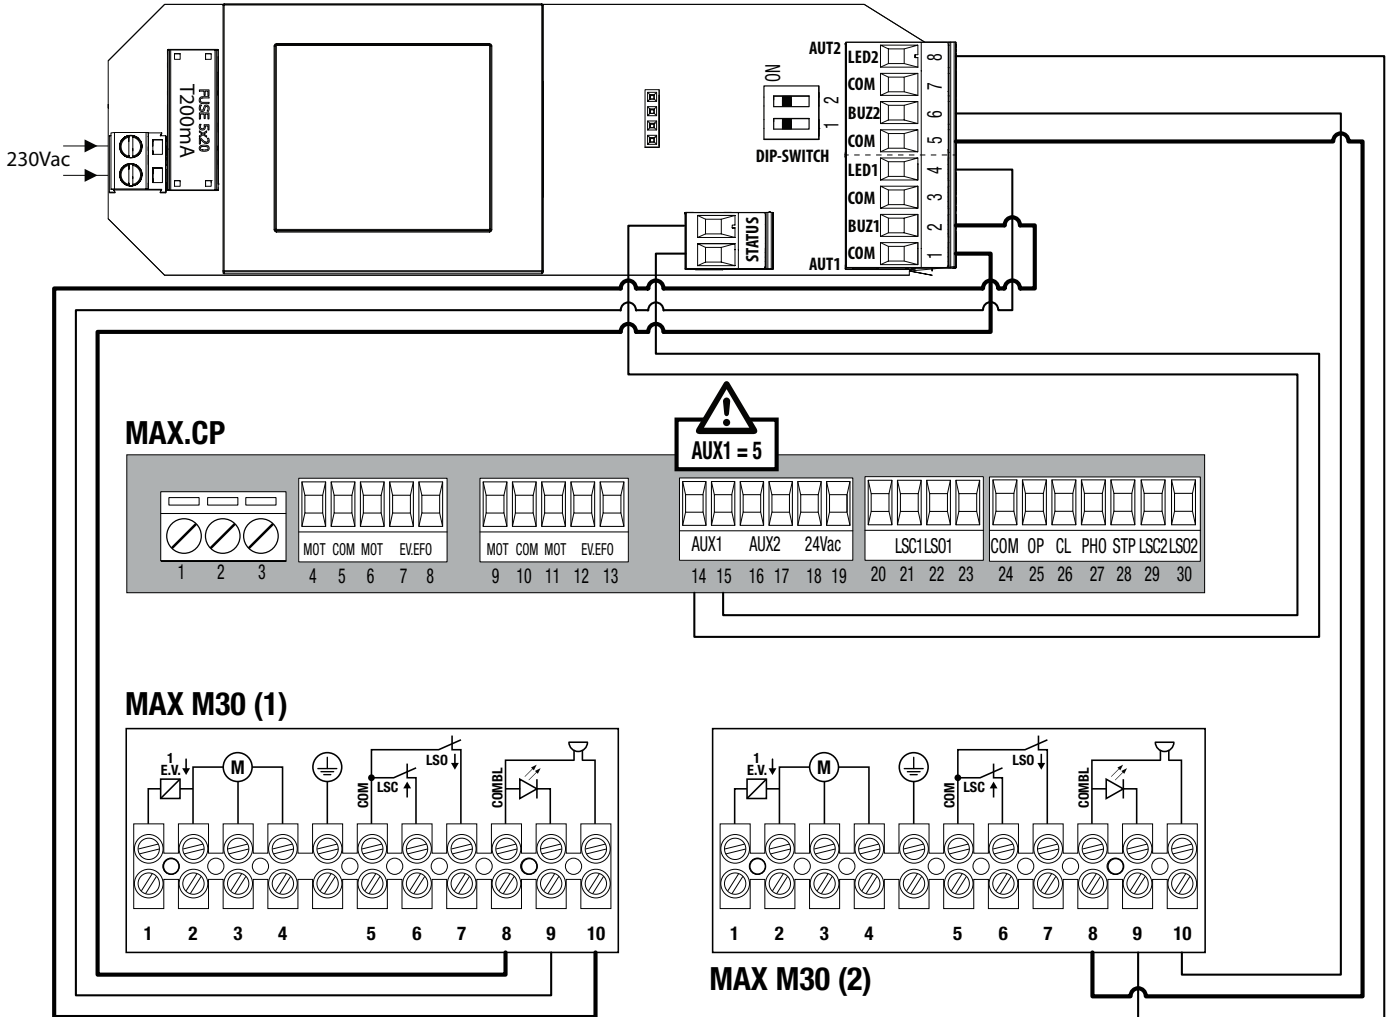 230Vac
FUSE 5x20
T200mA
ON
1 2
DIP-SWITCH
STATUS
AUT2
LED2 8
COM 7
BUZ2 6
COM 5
LED1 4
COM 3
BUZ1 2
COM 1
AUT1
MAX.CP
AUX1 = 5
MOT COM MOT EV.EFO
MOT COM MOT EV.EFO
AUX1 AUX2 24Vac
LSC1 LSO1
COM OP CL PHO STP LSC2 LSO2
1 2 3 4 5 6 7 8 9 10 11 12 13 14 15 16 17 18 19 20 21 22 23 24 25 26 27 28 29 30
MAX M30 (1)
1
E.V.
M
COM
LSC
LSO
COMBL
1 2 3 4 5 6 7 8 9 10
1
E.V.
M
COM
LSC
LSO
COMBL
1 2 3 4 5 6 7 8 9 10
MAX M30 (2)